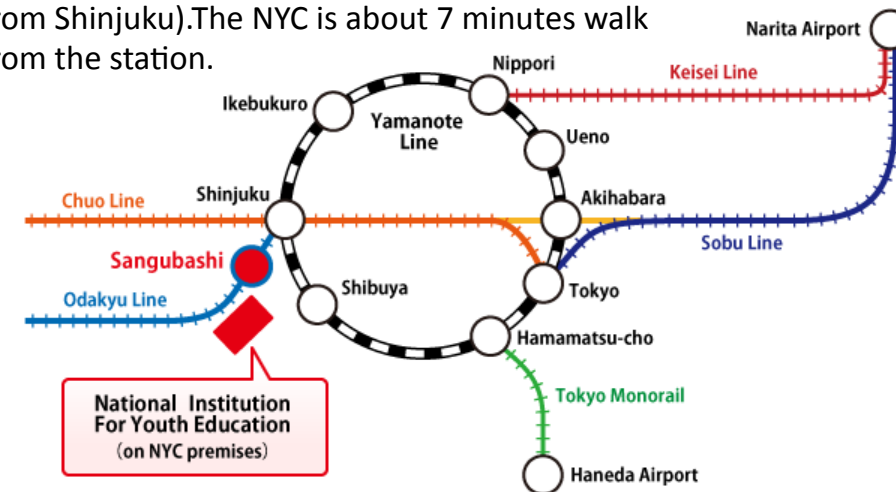 rom Shinjuku).The NYC is about 7 minutes walk
rom the station.
Narita Airport
Nippori
Keisei Line
Ikebukuro
Yamanote
Line
Ueno
Shinjuku
Akihabara
Chuo Line
Sobu Line
Sangubashi
Shibuya
Tokyo
Odakyu Line
Hamamatsu-cho
National Institution
For Youth Education
(on NYC premises)
Tokyo Monorail
Haneda Airport